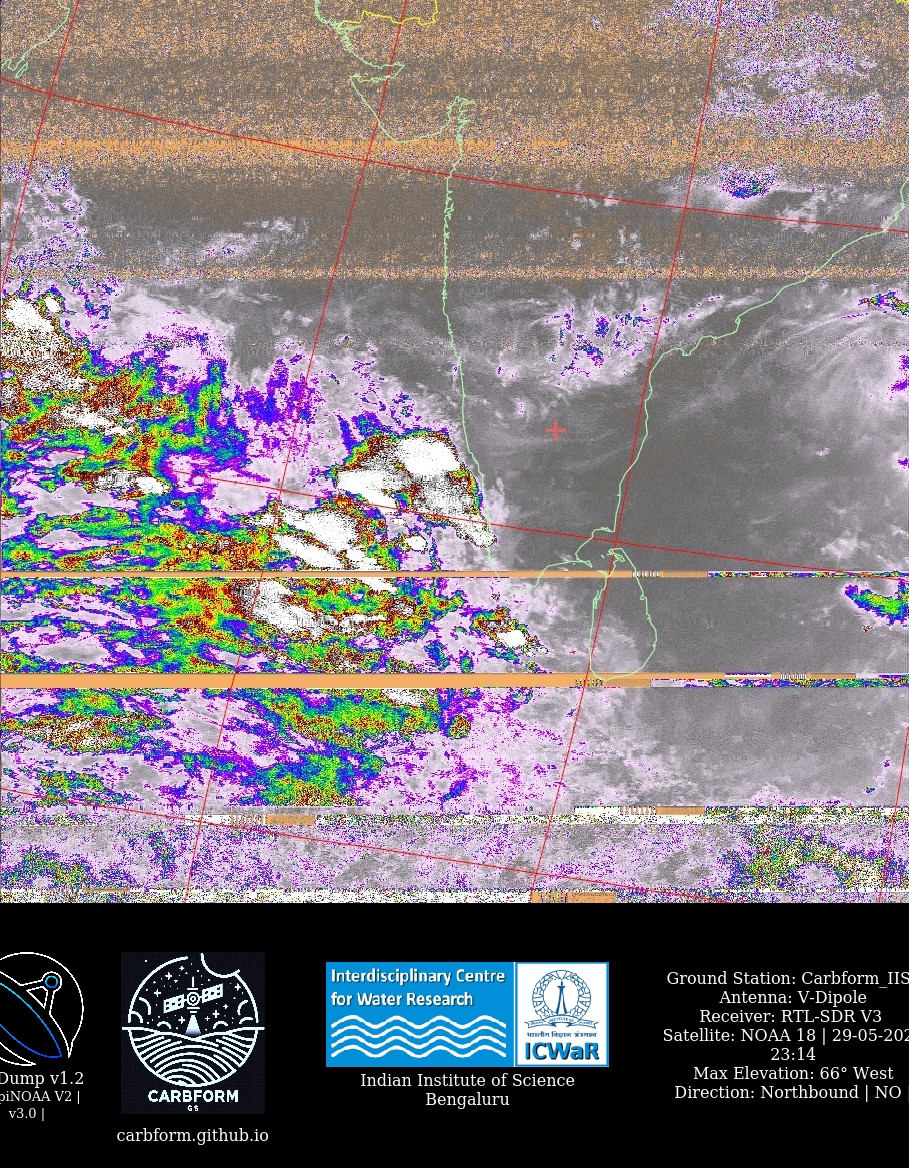 Dump v1.2
piNOAA V2 |
v3.0 |
CARBFORM
GS
carbform.github.io
Interdisciplinary Centre
for Water Research
भारतीय विज्ञान संस्थान
ICWaR
Indian Institute of Science
Bengaluru
Ground Station: Carbform_IIS
Antenna: V-Dipole
Receiver: RTL-SDR V3
Satellite: NOAA 18 | 29-05-202
23:14
Max Elevation: 66° West
Direction: Northbound | NO |